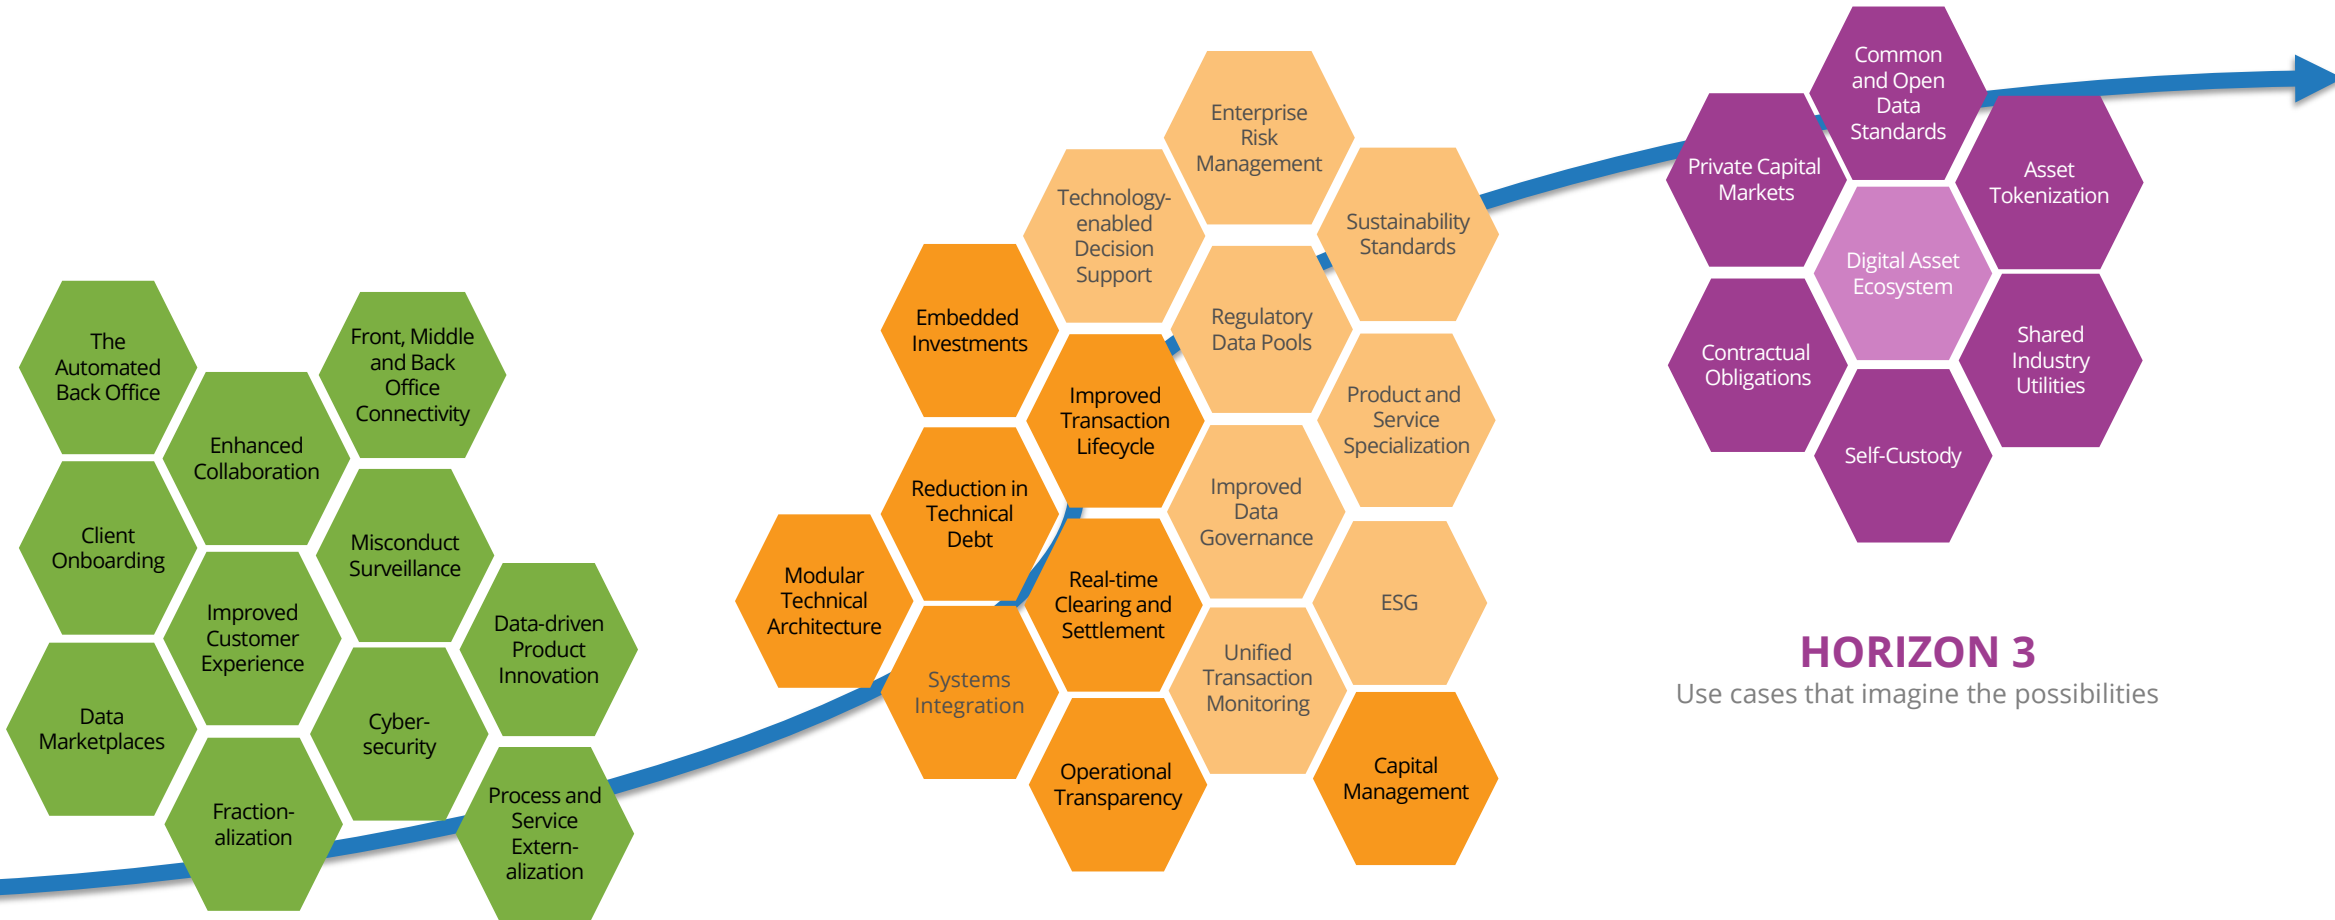 The
Automated
Back Office
Front, Middle
and Back
Office
Connectivity
Enhanced
Collaboration
Client
Onboarding
Misconduct
Surveillance
Improved
Customer
Experience
Data-driven
Product
Innovation
Data
Marketplaces
Cyber-
security
Fraction-
alization
Process and
Service
Extern-
alization
Enterprise
Risk
Management
Technology-
enabled
Decision
Support
Sustainability
Standards
Embedded
Investments
Regulatory
Data Pools
Improved
Transaction
Lifecycle
Product and
Service
Specialization
Reduction in
Technical
Debt
Improved
Data
Governance
Modular
Technical
Architecture
Real-time
Clearing and
Settlement
ESG
Systems
Integration
Unified
Transaction
Monitoring
Operational
Transparency
Capital
Management
Common
and Open
Data
Standards
Private Capital
Markets
Asset
Tokenization
Digital Asset
Ecosystem
Contractual
Obligations
Shared
Industry
Utilities
Self-Custody
HORIZON 3
Use cases that imagine the possibilities